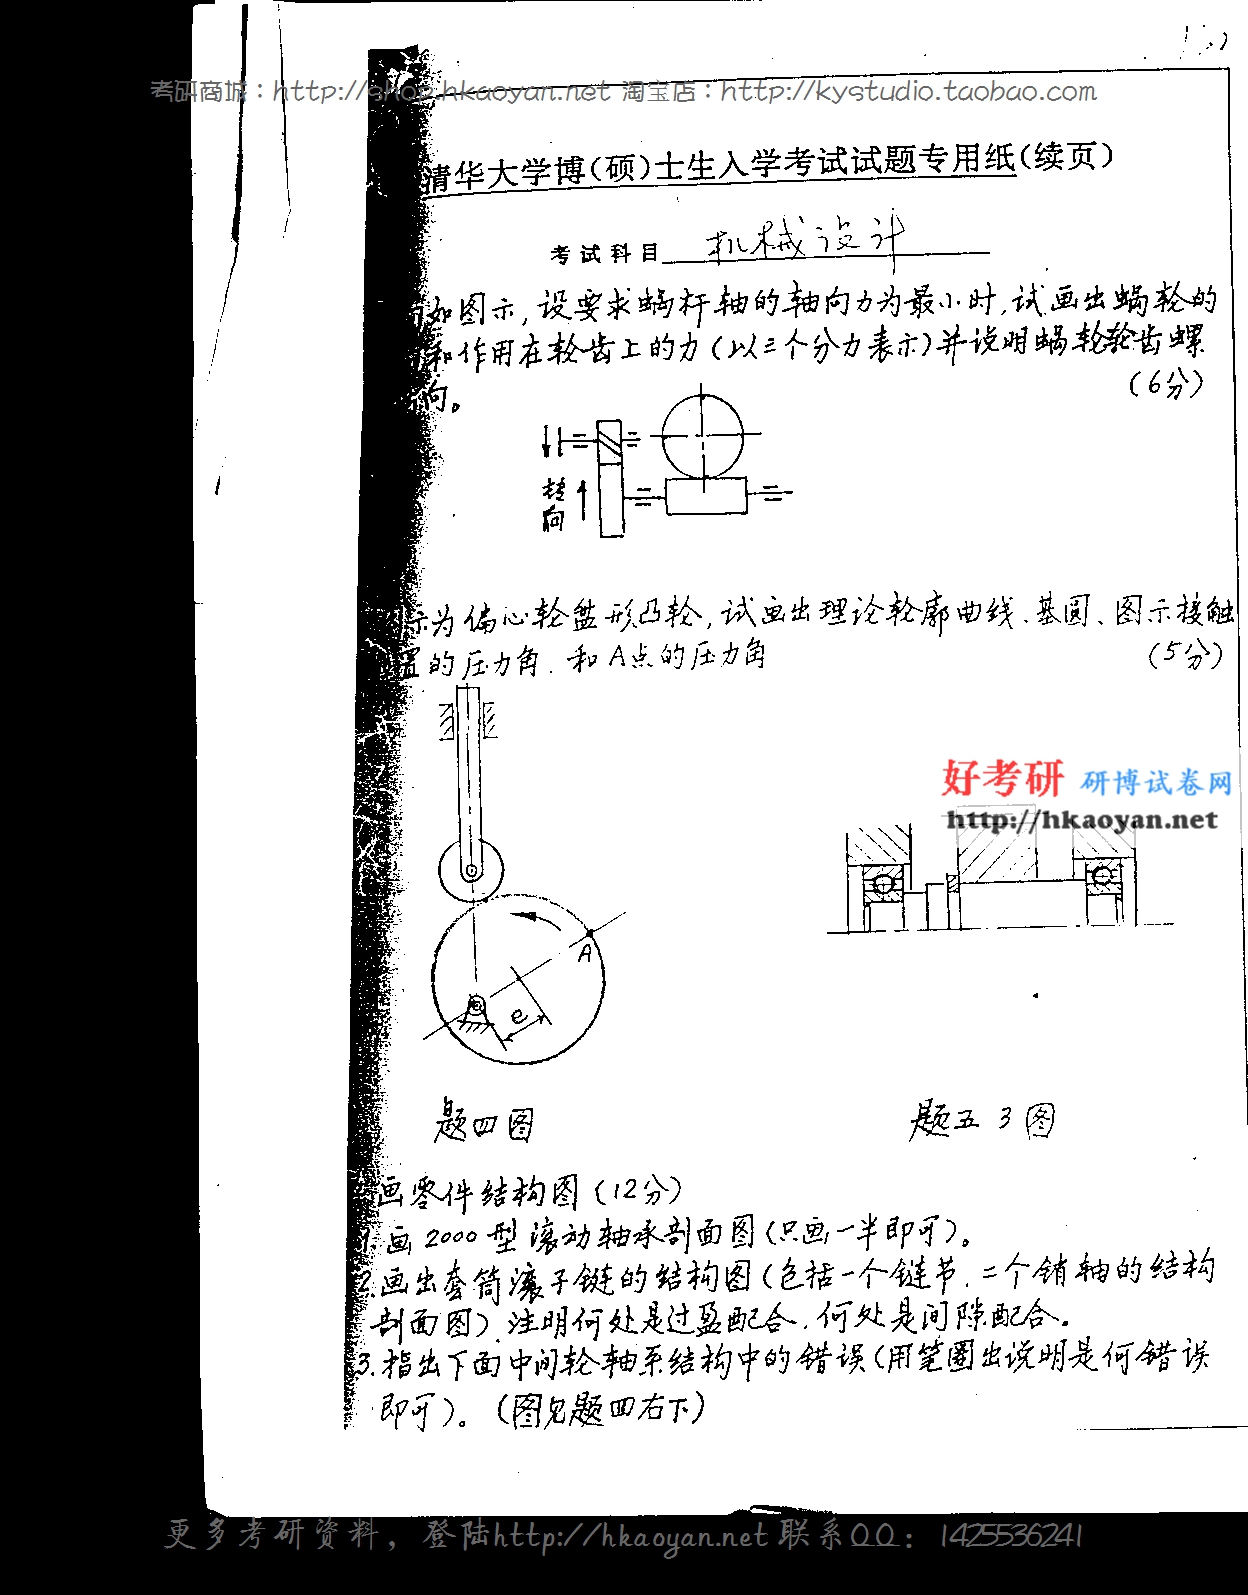 考研商城：http://shop.hkaoyan.net 淘宝店：http://kystudio.taobao.com
清华大学博(硕)士生入学考试试题专用纸(续页)
考试科目 机械设计
如图示,设要求蜗杆轴的轴向力为最小时,试画出蜗轮的
和作用在轮齿上的力(以三个分力表示)并说明蜗轮轮齿螺
向。
(6分)
转
向
示为偏心轮盘形凸轮,试画出理论轮廓曲线、基圆、图示接触
置的压力角.和A点的压力角
(5分)
好考研 研博试卷网
http://hkaoyan.net
A
e
题四图
题五 3 图
画零件结构图(12分)
1.画2000型滚动轴承剖面图(只画一半即可)。
2.画出套筒滚子链的结构图(包括一个链节.二个销轴的结构
剖面图).注明何处是过盈配合.何处是间隙配合。
3.指出下面中间轮轴系结构中的错误(用笔圈出说明是何错误
即可)。(图见题四右下)
更多考研资料，登陆http://hkaoyan.net 联系QQ：1425536241